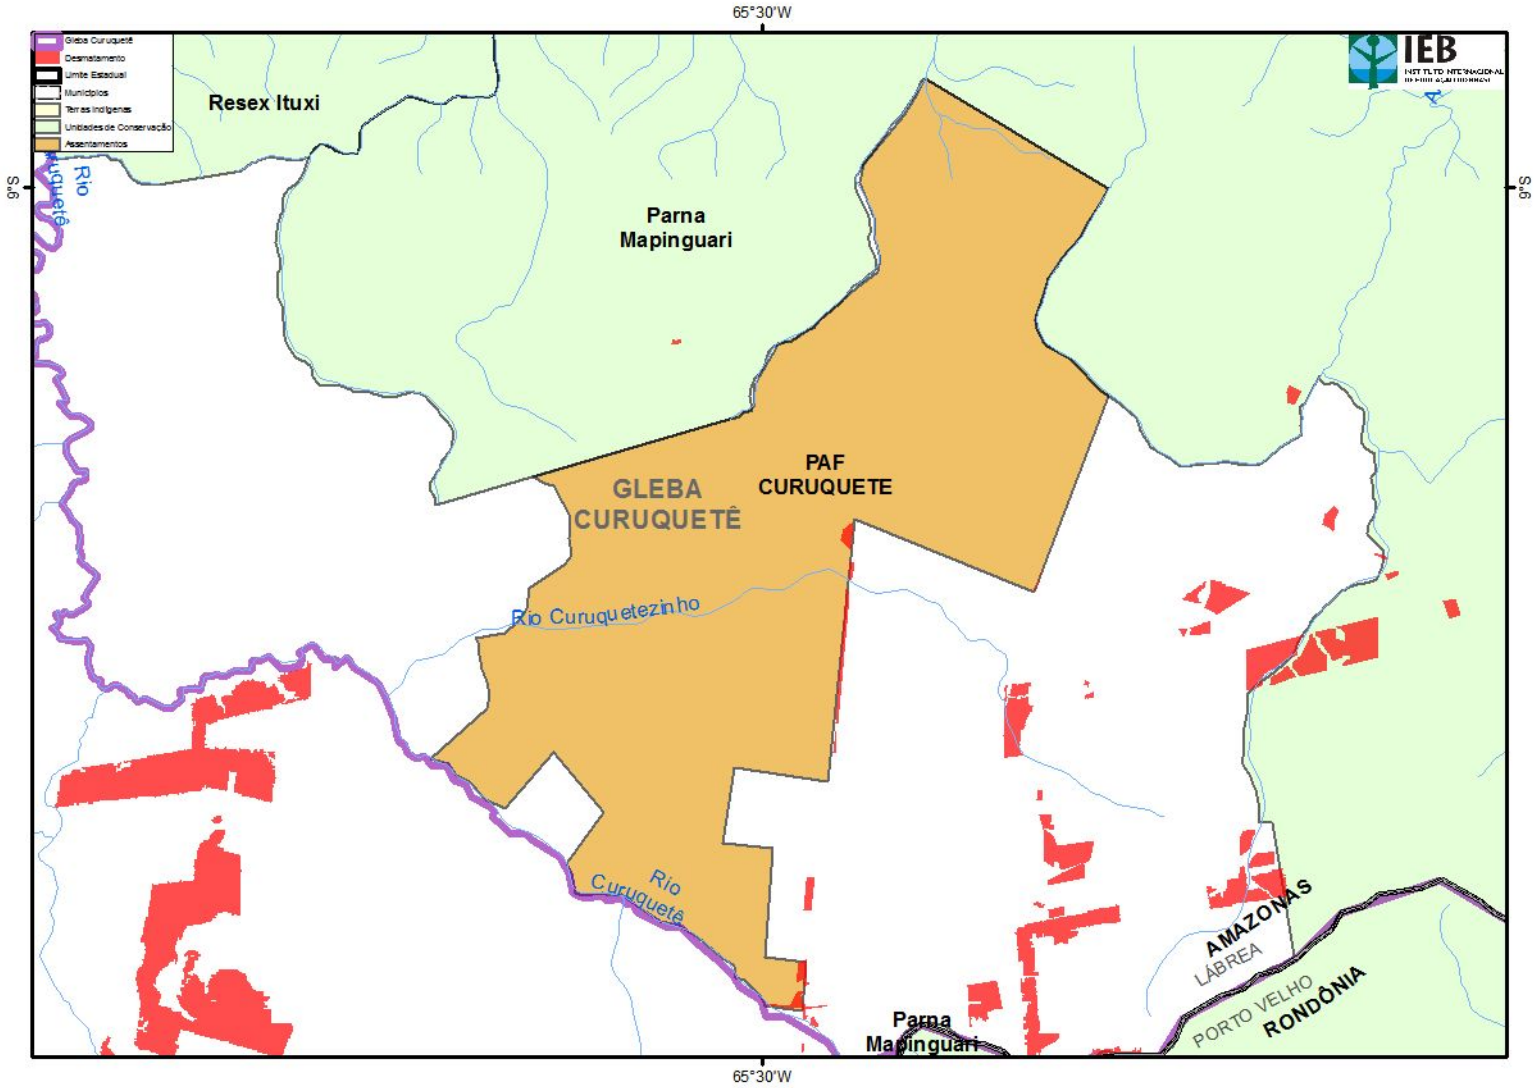 65°30'W
Gleba Curuquetê
Desmatamento
Limite Estadual
Municípios
Terras Indígenas
Unidades de Conservação
Assentamentos
IEB
INSTITUTO INTERNACIONAL
Resex Ituxi
9°S
9°S
Rio
Parna
Mapinguari
PAF
CURUQUETE
GLEBA
CURUQUETÊ
Rio Curuquetezinho
Rio
Curuquetê
AMAZONAS
LÁBREA
PORTO VELHO
RONDÔNIA
Parna
Mapinguari
65°30'W